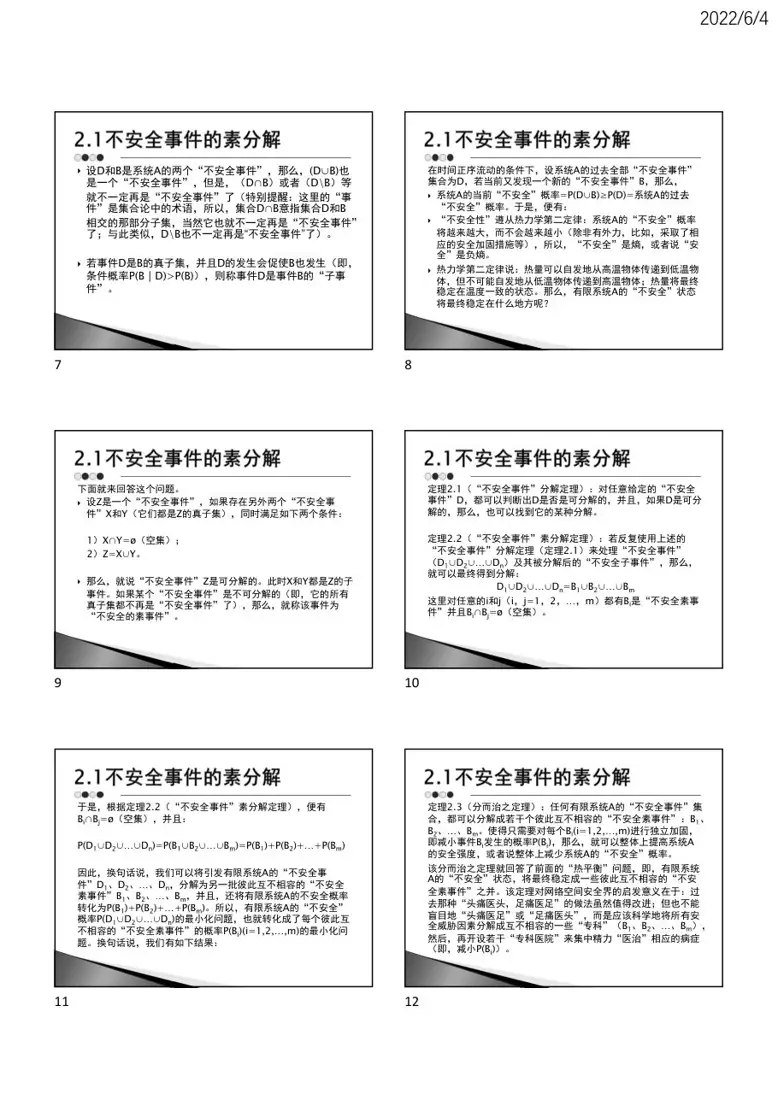 2022/6/4
2.1不安全事件的素分解
设D和B是系统A的两个“不安全事件”，那么，(D∪B)也
是一个“不安全事件”，但是，（D∩B）或者（D\B）等
就不一定再是“不安全事件”了（特别提醒：这里的“事
件”是集合论中的术语，所以，集合D∩B意指集合D和B
相交的那部分子集，当然它也就不一定再是“不安全事件”
了；与此类似，D\B也不一定再是“不安全事件”了）。
若事件D是B的真子集，并且D的发生会促使B也发生（即，
条件概率P(B | D)>P(B)），则称事件D是事件B的“子事
件”。
7
2.1不安全事件的素分解
在时间正序流动的条件下，设系统A的过去全部“不安全事件”
集合为D，若当前又发现一个新的“不安全事件”B，那么，
系统A的当前“不安全”概率=P(D∪B)≥P(D)=系统A的过去
“不安全”概率。于是，便有：
“不安全性”遵从热力学第二定律：系统A的“不安全”概率
将越来越大，而不会越来越小（除非有外力，比如，采取了相
应的安全加固措施等），所以，“不安全”是熵，或者说“安
全”是负熵。
热力学第二定律说：热量可以自发地从高温物体传递到低温物
体，但不可能自发地从低温物体传递到高温物体；热量将最终
稳定在温度一致的状态。那么，有限系统A的“不安全”状态
将最终稳定在什么地方呢？
8
2.1不安全事件的素分解
下面就来回答这个问题。
设Z是一个“不安全事件”，如果存在另外两个“不安全事
件”X和Y（它们都是Z的真子集），同时满足如下两个条件：
1）X∩Y=ø（空集）；
2）Z=X∪Y。
那么，就说“不安全事件”Z是可分解的。此时X和Y都是Z的子
事件。如果某个“不安全事件”是不可分解的（即，它的所有
真子集都不再是“不安全事件”了），那么，就称该事件为
“不安全的素事件”。
9
2.1不安全事件的素分解
定理2.1（“不安全事件”分解定理）：对任意给定的“不安全
事件”D，都可以判断出D是否是可分解的，并且，如果D是可分
解的，那么，也可以找到它的某种分解。
定理2.2（“不安全事件”素分解定理）：若反复使用上述的
“不安全事件”分解定理（定理2.1）来处理“不安全事件”
（D₁∪D₂∪…∪Dₙ）及其被分解后的“不安全子事件”，那么，
就可以最终得到分解：
D₁∪D₂∪…∪Dₙ=B₁∪B₂∪…∪Bₘ
这里对任意的i和j（i，j=1，2，…，m）都有Bᵢ是“不安全素事
件”并且Bᵢ∩Bⱼ=ø（空集）。
10
2.1不安全事件的素分解
于是，根据定理2.2（“不安全事件”素分解定理），便有
Bᵢ∩Bⱼ=ø（空集），并且：
P(D₁∪D₂∪…∪Dₙ)=P(B₁∪B₂∪…∪Bₘ)=P(B₁)+P(B₂)+…+P(Bₘ)
因此，换句话说，我们可以将引发有限系统A的“不安全事
件”D₁、D₂、…、Dₙ，分解为另一批彼此互不相容的“不安全
素事件”B₁、B₂、…、Bₘ，并且，还将有限系统A的不安全概率
转化为P(B₁)+P(B₂)+…+P(Bₘ)。所以，有限系统A的“不安全”
概率P(D₁∪D₂∪…∪Dₙ)的最小化问题，也就转化成了每个彼此互
不相容的“不安全素事件”的概率P(Bᵢ)(i=1,2,…,m)的最小化问
题。换句话说，我们有如下结果：
11
2.1不安全事件的素分解
定理2.3（分而治之定理）：任何有限系统A的“不安全事件”集
合，都可以分解成若干个彼此互不相容的“不安全素事件”：B₁、
B₂、…、Bₘ。使得只需要对每个Bᵢ(i=1,2,…,m)进行独立加固，
即减小事件Bᵢ发生的概率P(Bᵢ)，那么，就可以整体上提高系统A
的安全强度，或者说整体上减少系统A的“不安全”概率。
该分而治之定理就回答了前面的“热平衡”问题，即，有限系统
A的“不安全”状态，将最终稳定成一些彼此互不相容的“不安
全素事件”之并。该定理对网络空间安全界的启发意义在于：过
去那种“头痛医头，足痛医足”的做法虽然值得改进；但也不能
盲目地“头痛医足”或“足痛医头”，而是应该科学地将所有安
全威胁因素分解成互不相容的一些“专科”（B₁、B₂、…、Bₘ），
然后，再开设若干“专科医院”来集中精力“医治”相应的病症
（即，减小P(Bᵢ)）。
12